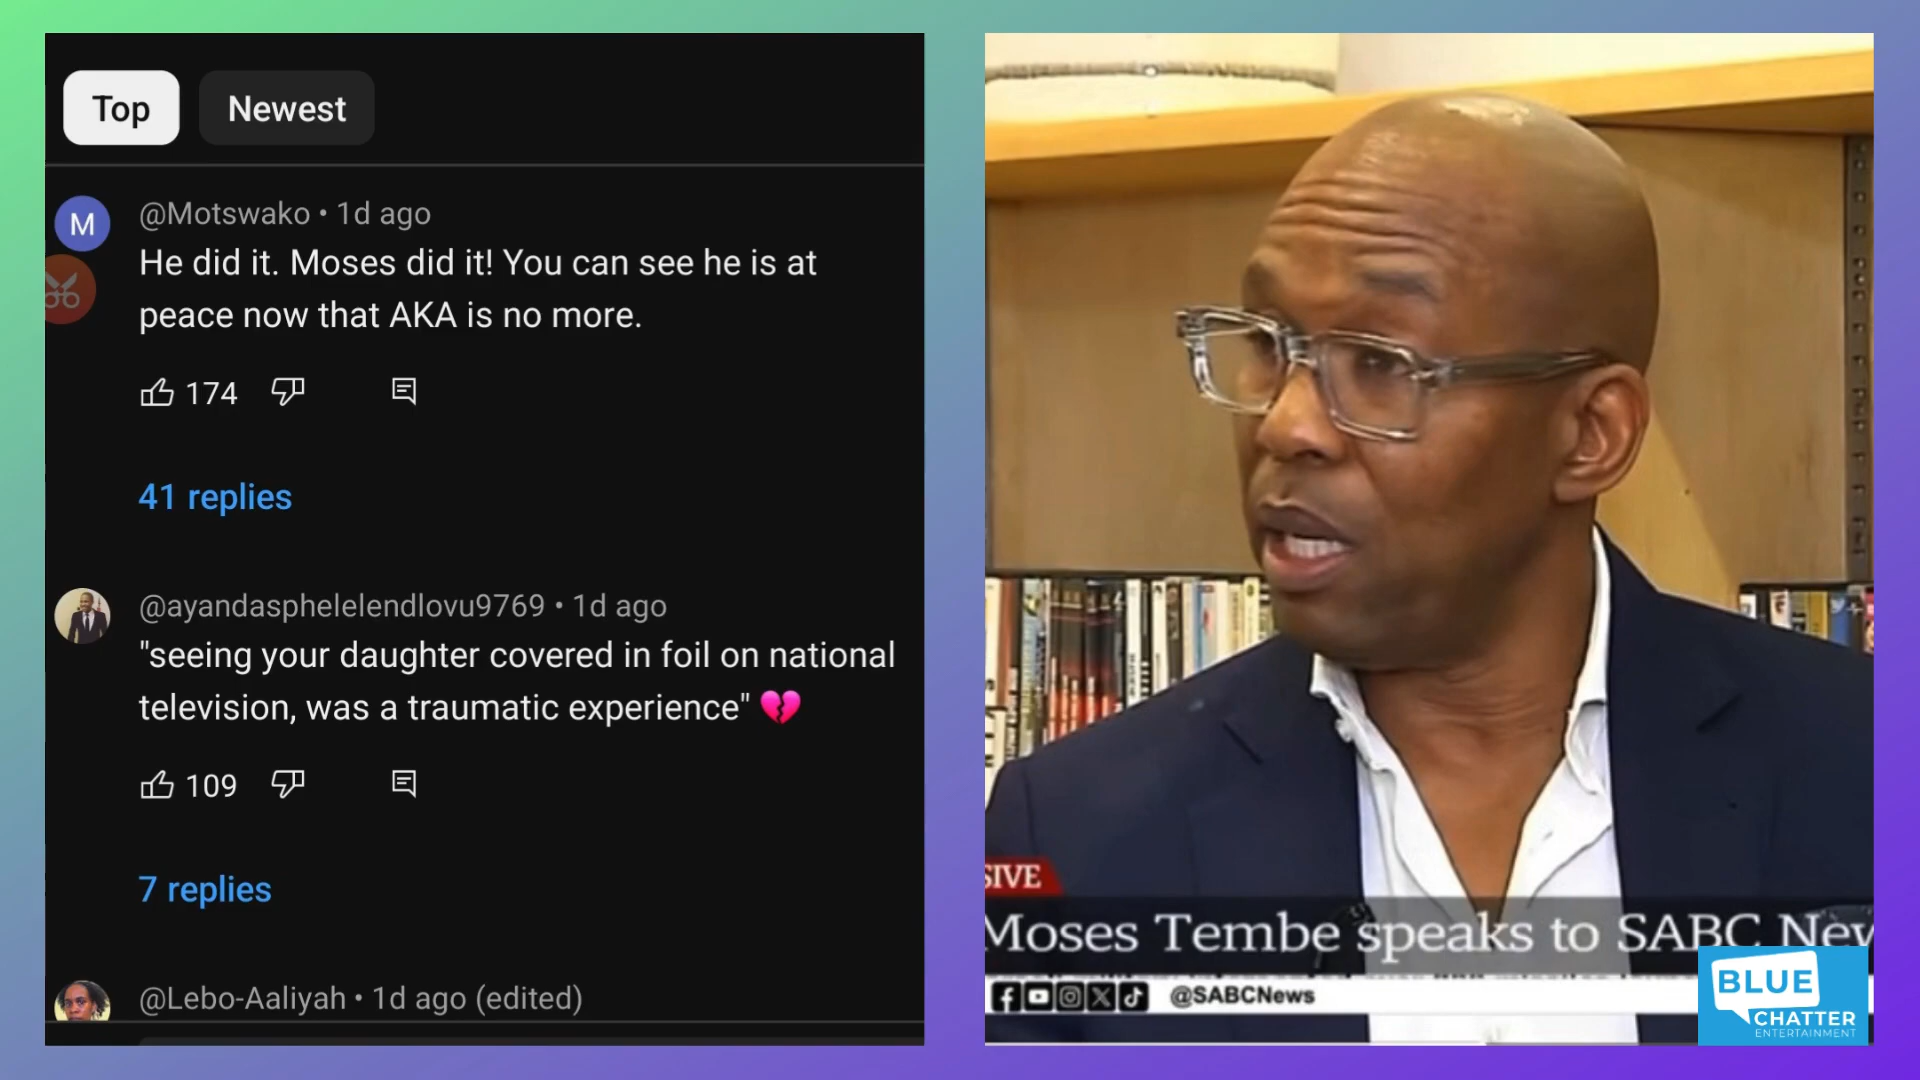 Top
Newest
M
@Motswako • 1d ago
He did it. Moses did it! You can see he is at
peace now that AKA is no more.
174
41 replies
@ayandasphelelendlovu9769 • 1d ago
"seeing your daughter covered in foil on national
television, was a traumatic experience" 💔
109
7 replies
@Lebo-Aaliyah • 1d ago (edited)
SIVE
Moses Tembe speaks to SABC New
@SABCNews
BLUE
CHATTER
ENTERTAINMENT